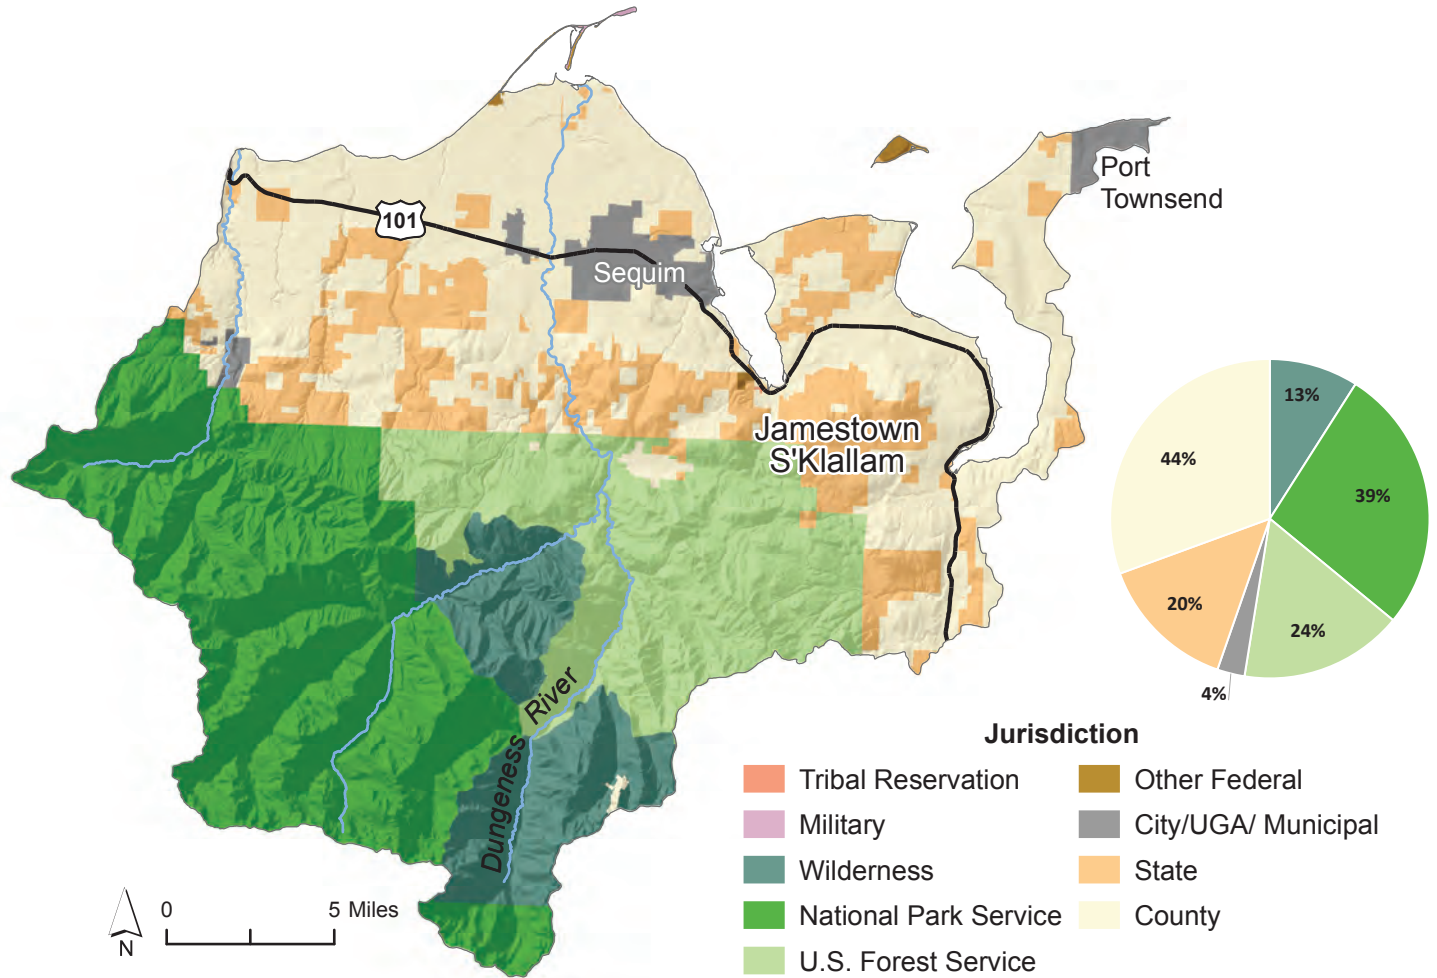 Port
Townsend
101
Sequim
Jamestown
S'Klallam
13%
44%
39%
20%
24%
4%
River
Dungeness
Jurisdiction
Tribal Reservation
Other Federal
Military
City/UGA/ Municipal
Wilderness
State
National Park Service
County
U.S. Forest Service
0 5 Miles
N